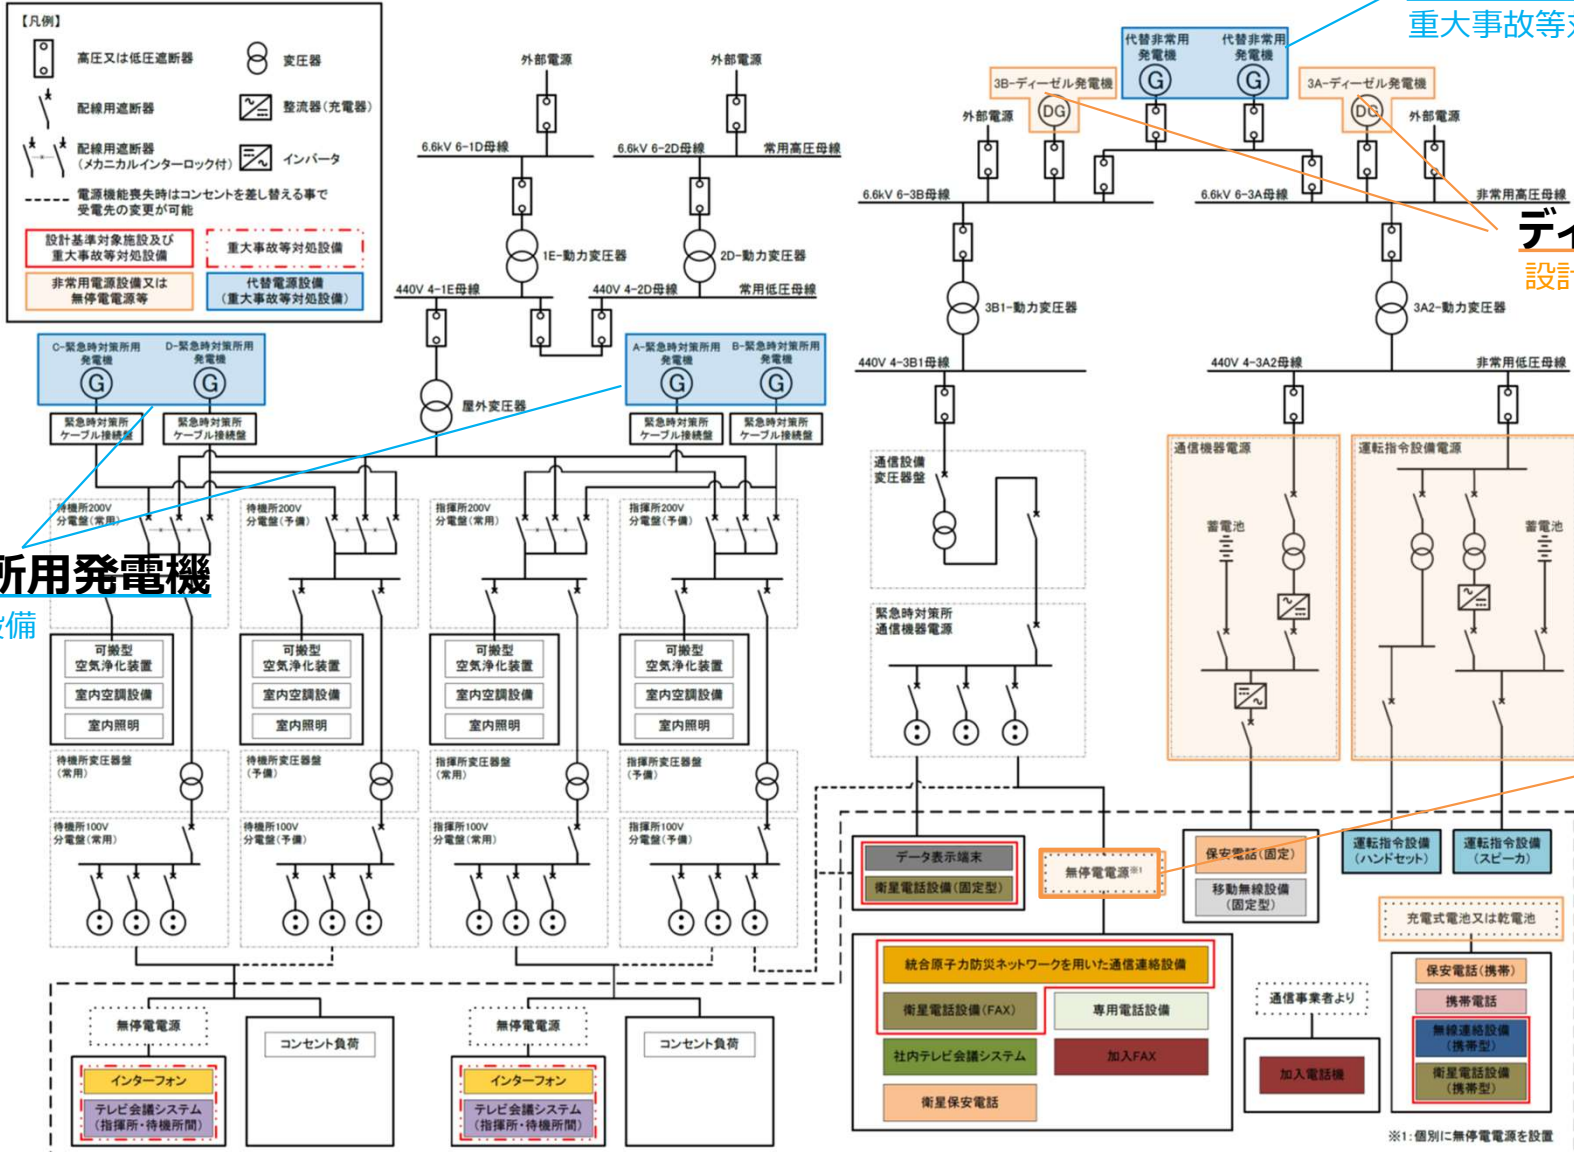 【凡例】
高圧又は低圧遮断器
変圧器
配線用遮断器
整流器(充電器)
配線用遮断器
(メカニカルインターロック付)
インバータ
電源機能喪失時はコンセントを差し替える事で
受電先の変更が可能
設計基準対象施設及び
重大事故等対処設備
重大事故等対処設備
非常用電源設備又は
無停電電源等
代替電源設備
(重大事故等対処設備)
外部電源
外部電源
6.6kV 6-1D母線
6.6kV 6-2D母線
常用高圧母線
1E-動力変圧器
2D-動力変圧器
440V 4-1E母線
440V 4-2D母線
常用低圧母線
屋外変圧器
重大事故等
代替非常用
発電機
G
代替非常用
発電機
G
3B-ディーゼル発電機
DG
3A-ディーゼル発電機
DG
外部電源
外部電源
6.6kV 6-3B母線
6.6kV 6-3A母線
非常用高圧母線
ディ
設計
3B1-動力変圧器
3A2-動力変圧器
440V 4-3B1母線
440V 4-3A2母線
非常用低圧母線
C-緊急時対策所用
発電機
G
D-緊急時対策所用
発電機
G
A-緊急時対策所用
発電機
G
B-緊急時対策所用
発電機
G
緊急時対策所
ケーブル接続盤
緊急時対策所
ケーブル接続盤
緊急時対策所
ケーブル接続盤
緊急時対策所
ケーブル接続盤
待機所200V
分電盤(常用)
待機所200V
分電盤(予備)
指揮所200V
分電盤(常用)
指揮所200V
分電盤(予備)
所用発電機
設備
可搬型
空気浄化装置
室内空調設備
室内照明
可搬型
空気浄化装置
室内空調設備
室内照明
可搬型
空気浄化装置
室内空調設備
室内照明
可搬型
空気浄化装置
室内空調設備
室内照明
待機所変圧器盤
(常用)
待機所変圧器盤
(予備)
指揮所変圧器盤
(常用)
指揮所変圧器盤
(予備)
待機所100V
分電盤(常用)
待機所100V
分電盤(予備)
指揮所100V
分電盤(常用)
指揮所100V
分電盤(予備)
通信設備
変圧器盤
緊急時対策所
通信機器電源
通信機器電源
蓄電池
運転指令設備電源
蓄電池
データ表示端末
衛星電話設備(固定型)
無停電電源※1
保安電話(固定)
移動無線設備
(固定型)
運転指令設備
(ハンドセット)
運転指令設備
(スピーカ)
充電式電池又は乾電池
統合原子力防災ネットワークを用いた通信連絡設備
衛星電話設備(FAX)
専用電話設備
社内テレビ会議システム
加入FAX
衛星保安電話
通信事業者より
加入電話機
保安電話(携帯)
携帯電話
無線連絡設備
(携帯型)
衛星電話設備
(携帯型)
無停電電源
インターフォン
テレビ会議システム
(指揮所・待機所間)
コンセント負荷
無停電電源
インターフォン
テレビ会議システム
(指揮所・待機所間)
コンセント負荷
※1:個別に無停電電源を設置